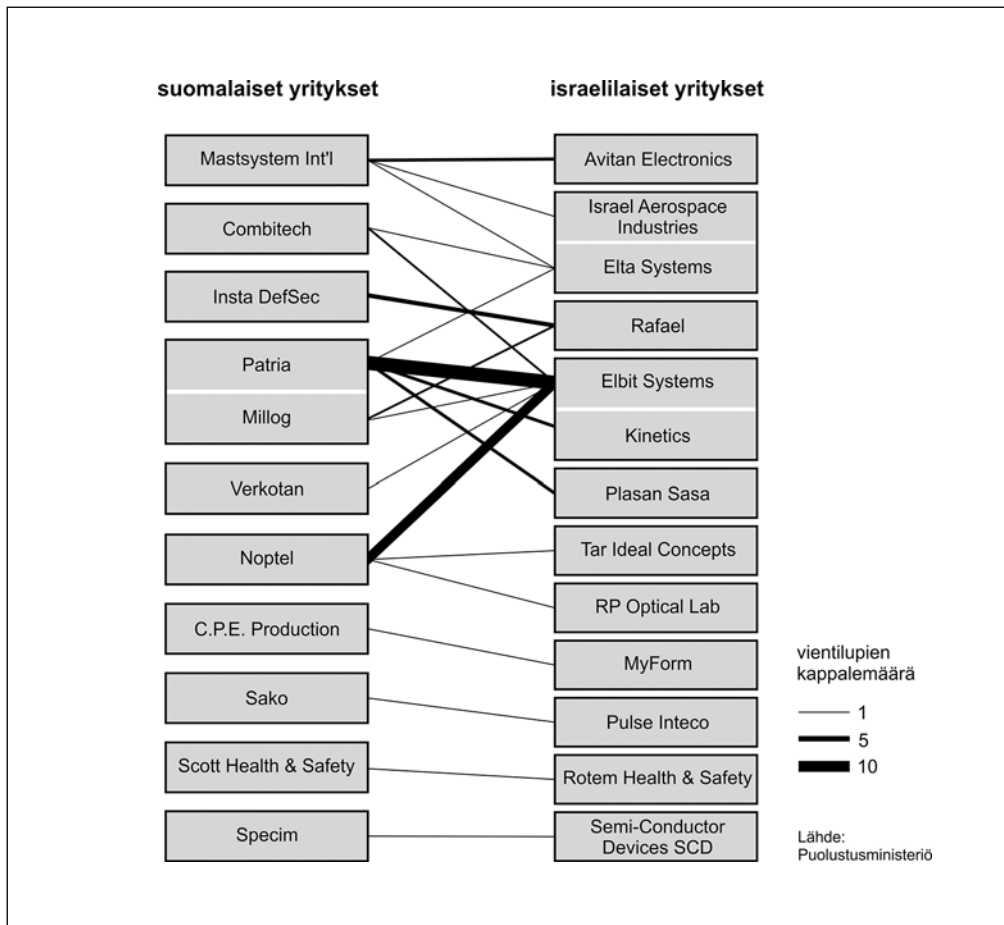 suomalaiset yritykset
Mastsystem Int'l
Combitech
Insta DefSec
Patria
Millog
Verkotan
Noptel
C.P.E. Production
Sako
Scott Health & Safety
Specim
israelilaiset yritykset
Avitan Electronics
Israel Aerospace
Industries
Elta Systems
Rafael
Elbit Systems
Kinetics
Plasan Sasa
Tar Ideal Concepts
RP Optical Lab
MyForm
Pulse Inteco
Rotem Health & Safety
Semi-Conductor
Devices SCD
vientilupien
kappalemäärä
1
5
10
Lähde:
Puolustusministeriö